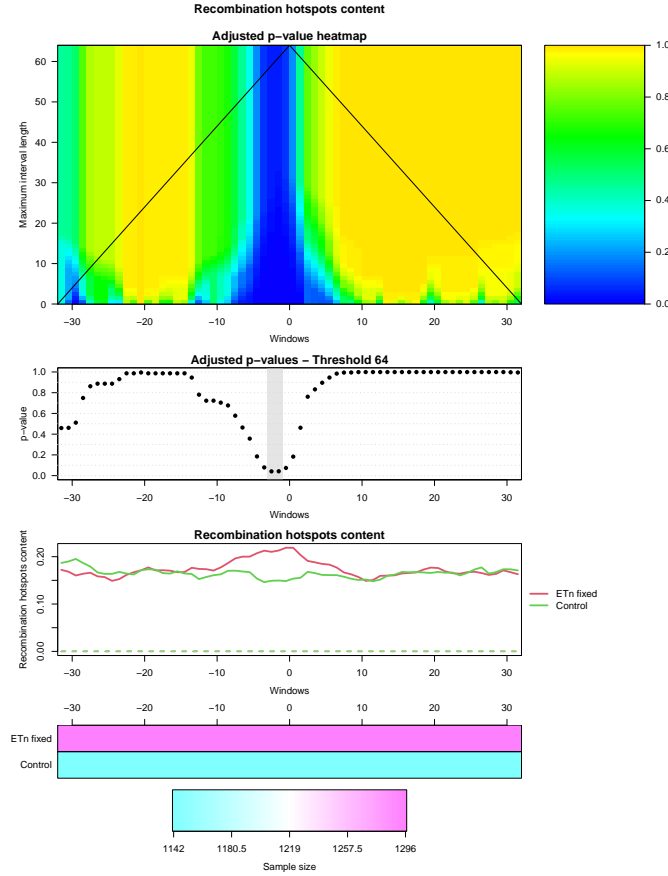 Recombination hotspots content
Adjusted p−value heatmap
Maximum interval length
0 10 20 30 40 50 60
−30 −20 −10 0 10 20 30
Windows
0.0 0.2 0.4 0.6 0.8 1.0
Adjusted p−values − Threshold 64
p−value
0.0 0.2 0.4 0.6 0.8 1.0
−30 −20 −10 0 10 20 30
Windows
Recombination hotspots content
Recombination hotspots content
0.00 0.10 0.20
−30 −20 −10 0 10 20 30
Windows
ETn fixed
Control
−30 −20 −10 0 10 20 30
ETn fixed
Control
1142 1180.5 1219 1257.5 1296
Sample size